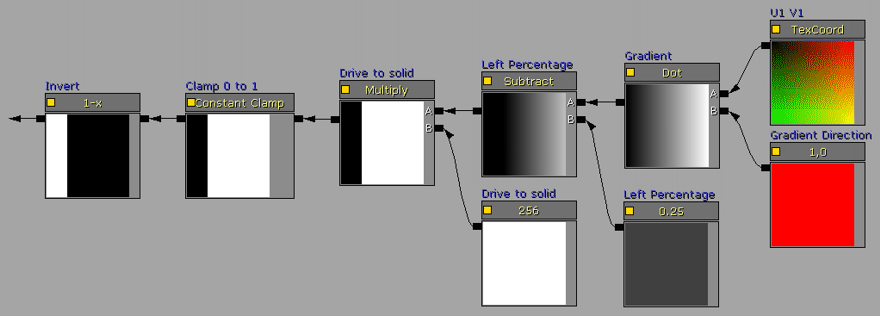 Invert
1-x
Clamp 0 to 1
Constant Clamp
Drive to solid
Multiply
A
B
Left Percentage
Subtract
A
B
Drive to solid
256
Gradient
Dot
A
B
Left Percentage
0.25
U1 V1
TexCoord
Gradient Direction
1,0